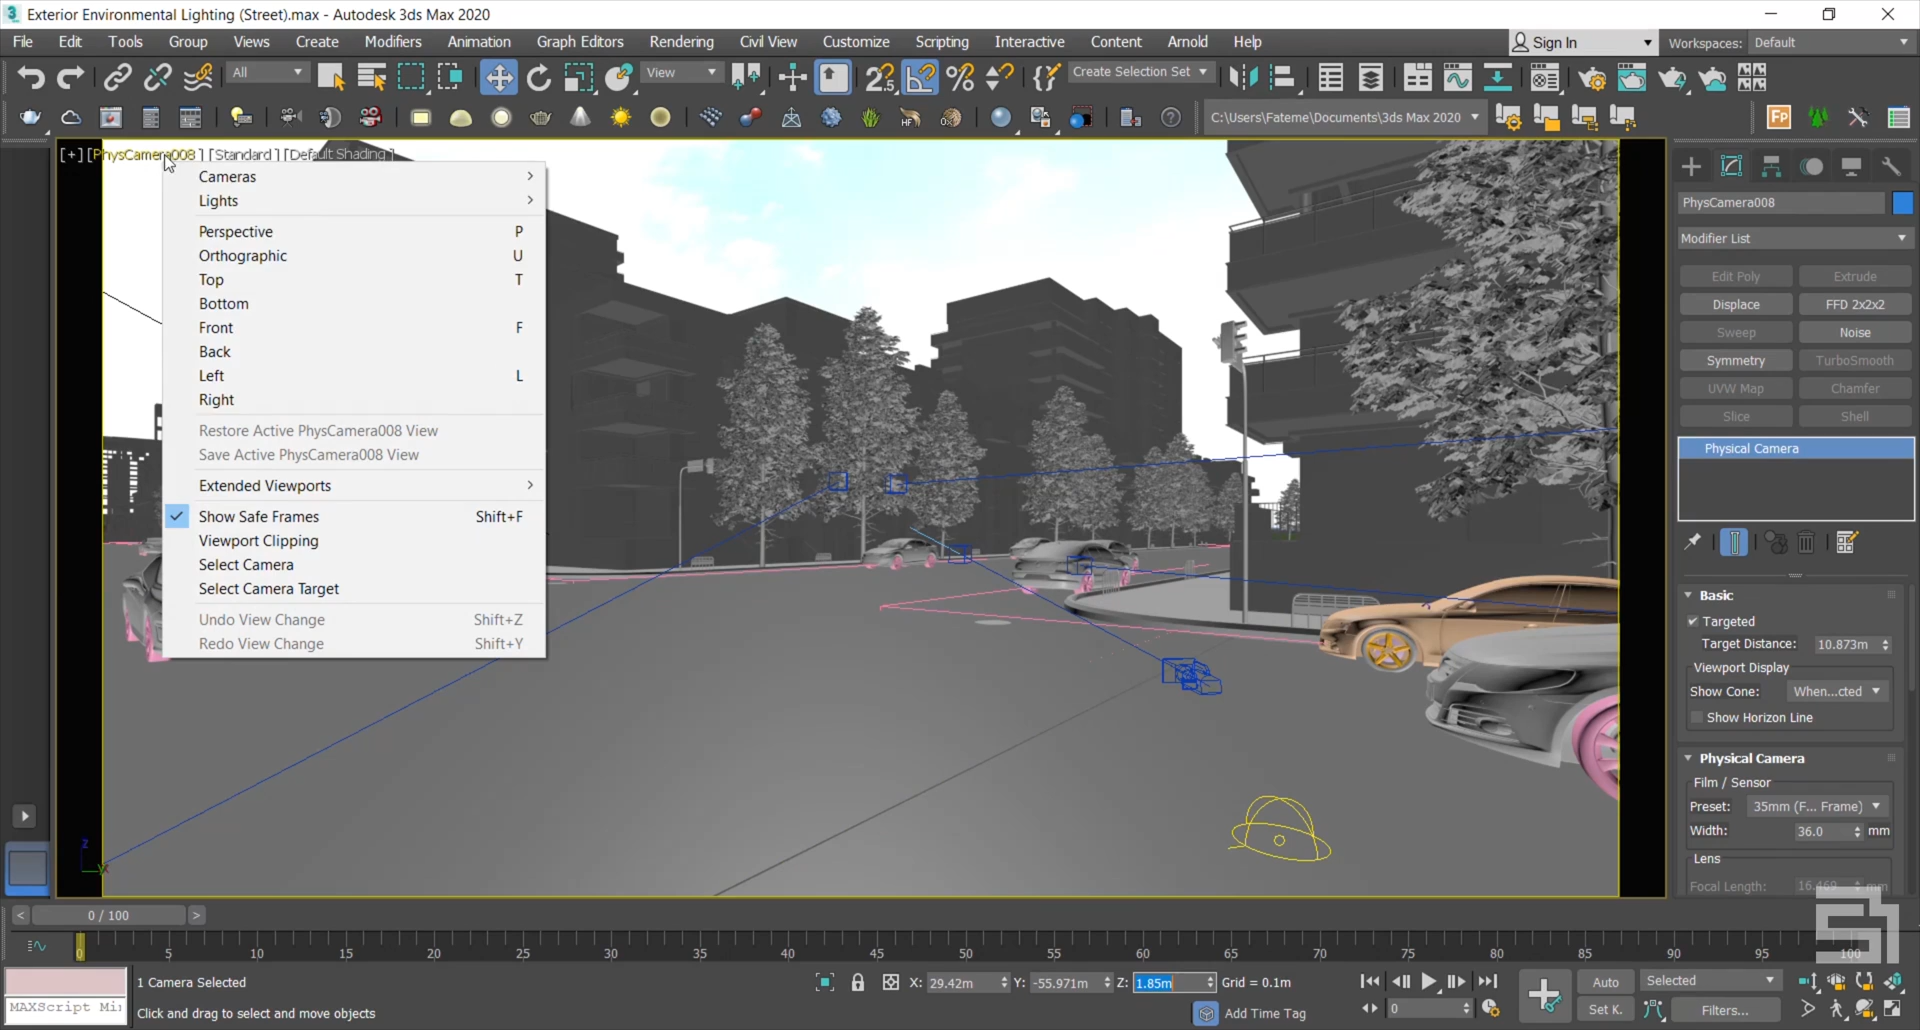 Exterior Environmental Lighting (Street).max - Autodesk 3ds Max 2020
File Edit Tools Group Views Create Modifiers Animation Graph Editors Rendering Civil View Customize Scripting Interactive Content Arnold Help Sign In Workspaces: Default
All View Create Selection Set
C:\Users\Fateme\Documents\3ds Max 2020
[+][PhysCamera008 ] [Standard ] [Default Shading ]
Cameras
Lights
Perspective P
Orthographic U
Top T
Bottom
Front F
Back
Left L
Right
Restore Active PhysCamera008 View
Save Active PhysCamera008 View
Extended Viewports
Show Safe Frames Shift+F
Viewport Clipping
Select Camera
Select Camera Target
Undo View Change Shift+Z
Redo View Change Shift+Y
PhysCamera008
Modifier List
Edit Poly Extrude
Displace FFD 2x2x2
Sweep Noise
Symmetry TurboSmooth
UVW Map Chamfer
Slice Shell
Physical Camera
Basic
Targeted
Target Distance: 10.873m
Viewport Display
Show Cone: When...cted
Show Horizon Line
Physical Camera
Film / Sensor
Preset: 35mm (F... Frame)
Width: 36.0 mm
Lens
Focal Length: 16.469 mm
0 / 100
0 5 10 15 20 25 30 35 40 45 50 55 60 65 70 75 80 85 90 95 100
1 Camera Selected X: 29.42m Y: -55.971m Z: 1.85m Grid = 0.1m Auto Selected
MAXScript Mi
Click and drag to select and move objects Add Time Tag 0 Set K. Filters...